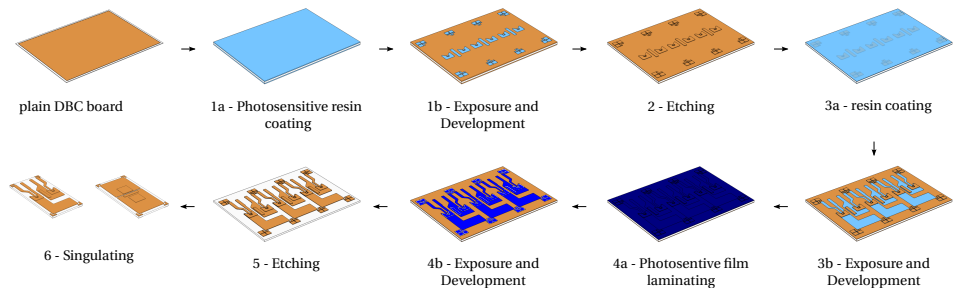 plain DBC board
1a - Photosensitive resin
coating
1b - Exposure and
Development
2 - Etching
3a - resin coating
6 - Singulating
5 - Etching
4b - Exposure and
Development
4a - Photosentive film
laminating
3b - Exposure and
Developpment